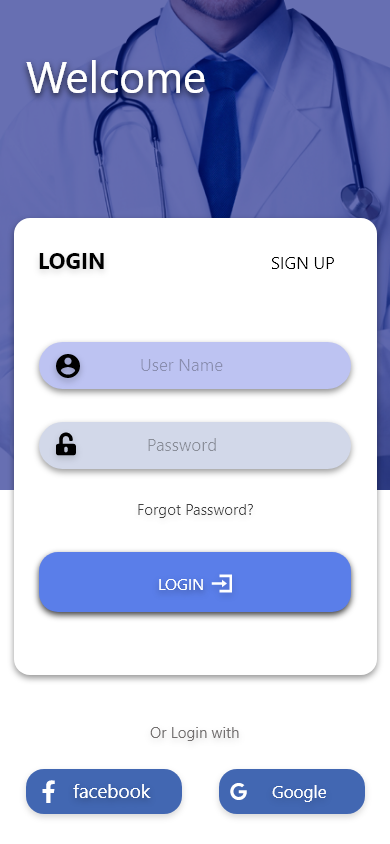 Welcome
LOGIN
SIGN UP
User Name
Password
Forgot Password?
LOGIN
Or Login with
facebook
Google